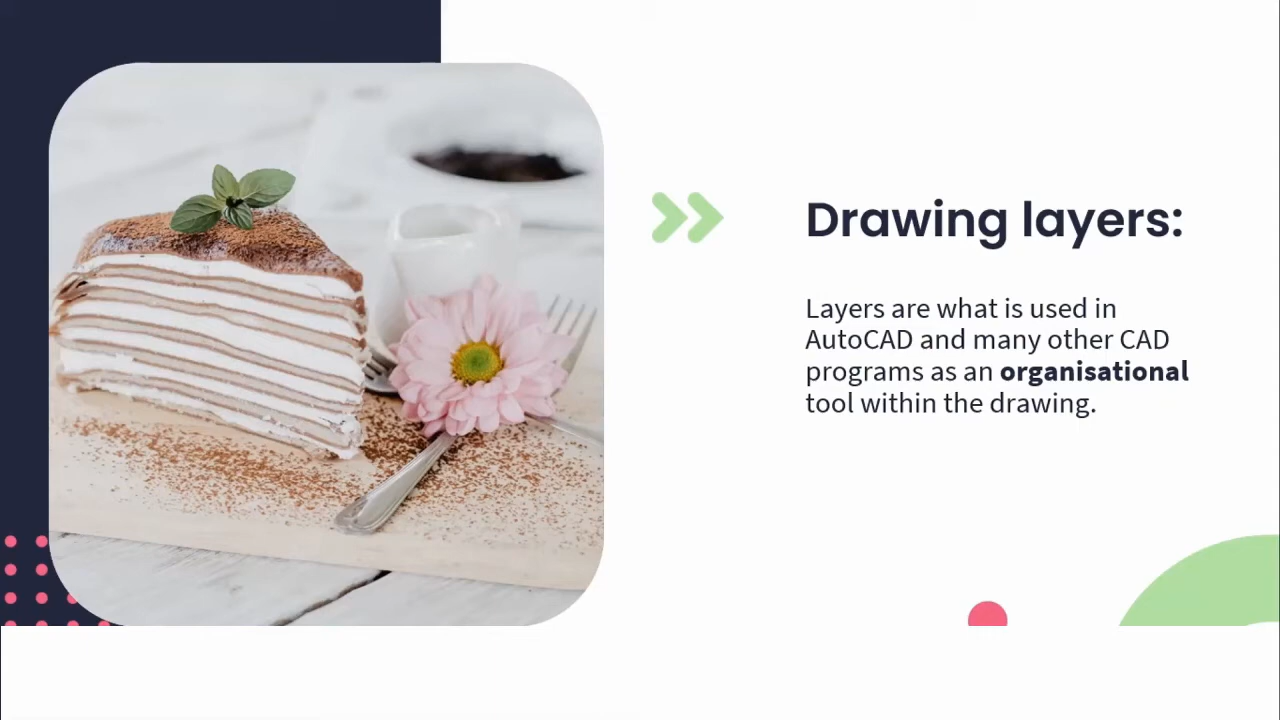 Drawing layers:
Layers are what is used in
AutoCAD and many other CAD
programs as an organisational
tool within the drawing.